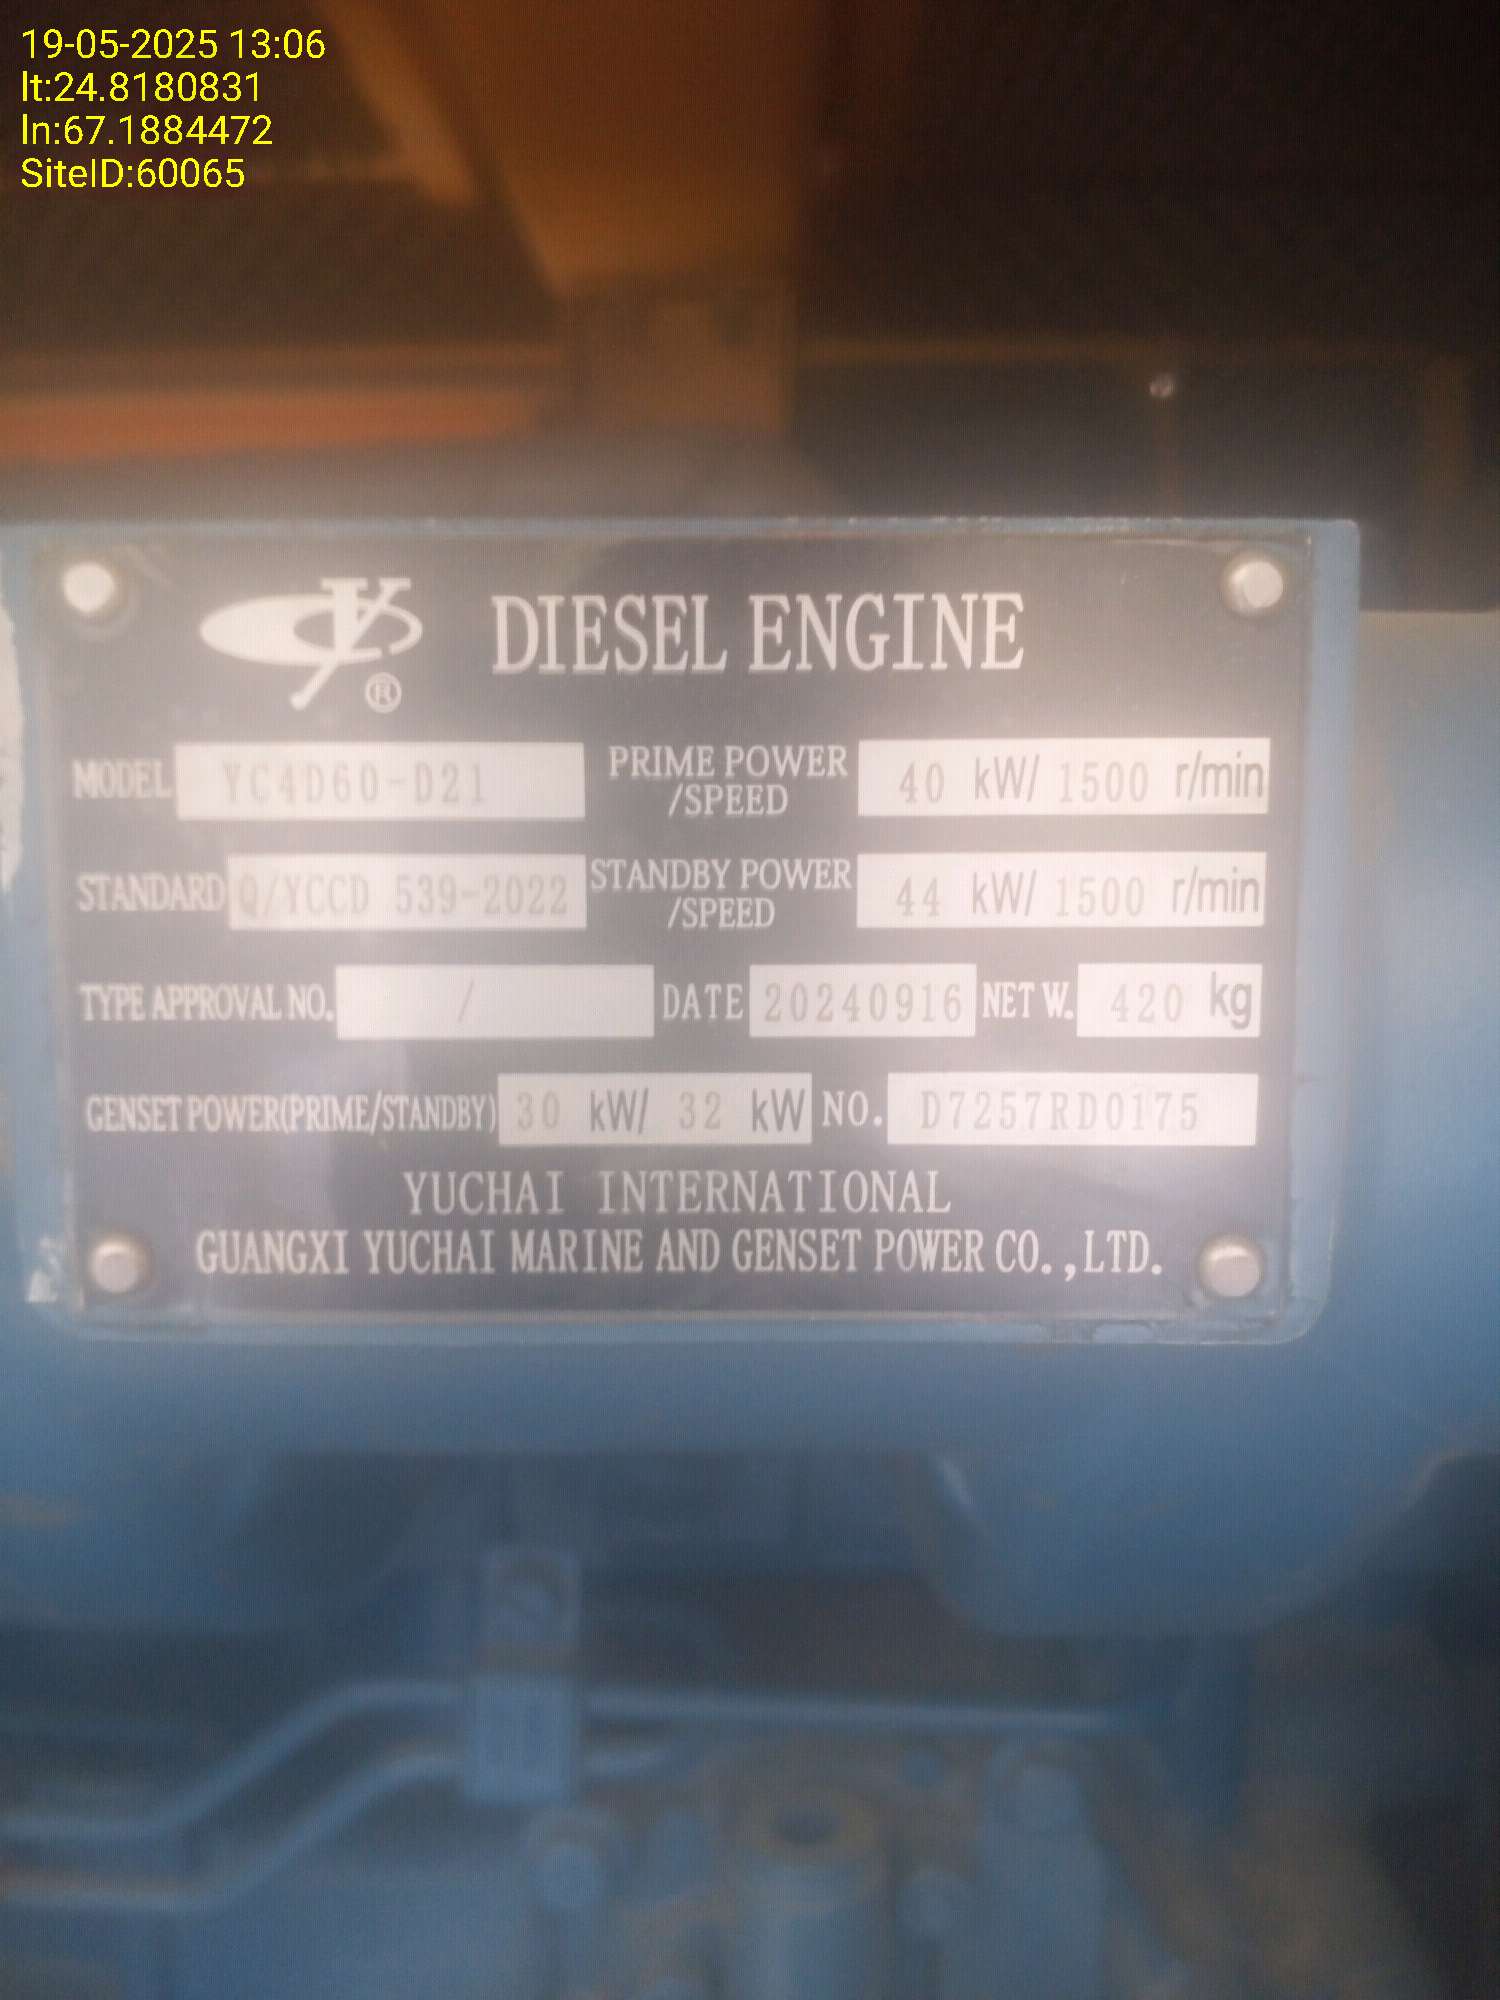 19-05-2025 13:06
lt:24.8180831
ln:67.1884472
SiteID:60065
Y ® DIESEL ENGINE
MODEL YC4D60-D21 PRIME POWER /SPEED 40 kW/ 1500 r/min
STANDARD Q/YCCD 539-2022 STANDBY POWER /SPEED 44 kW/ 1500 r/min
TYPE APPROVAL NO. / DATE 20240916 NET W. 420 kg
GENSET POWER(PRIME/STANDBY) 30 kW/ 32 kW NO. D7257RD0175
YUCHAI INTERNATIONAL
GUANGXI YUCHAI MARINE AND GENSET POWER CO.,LTD.